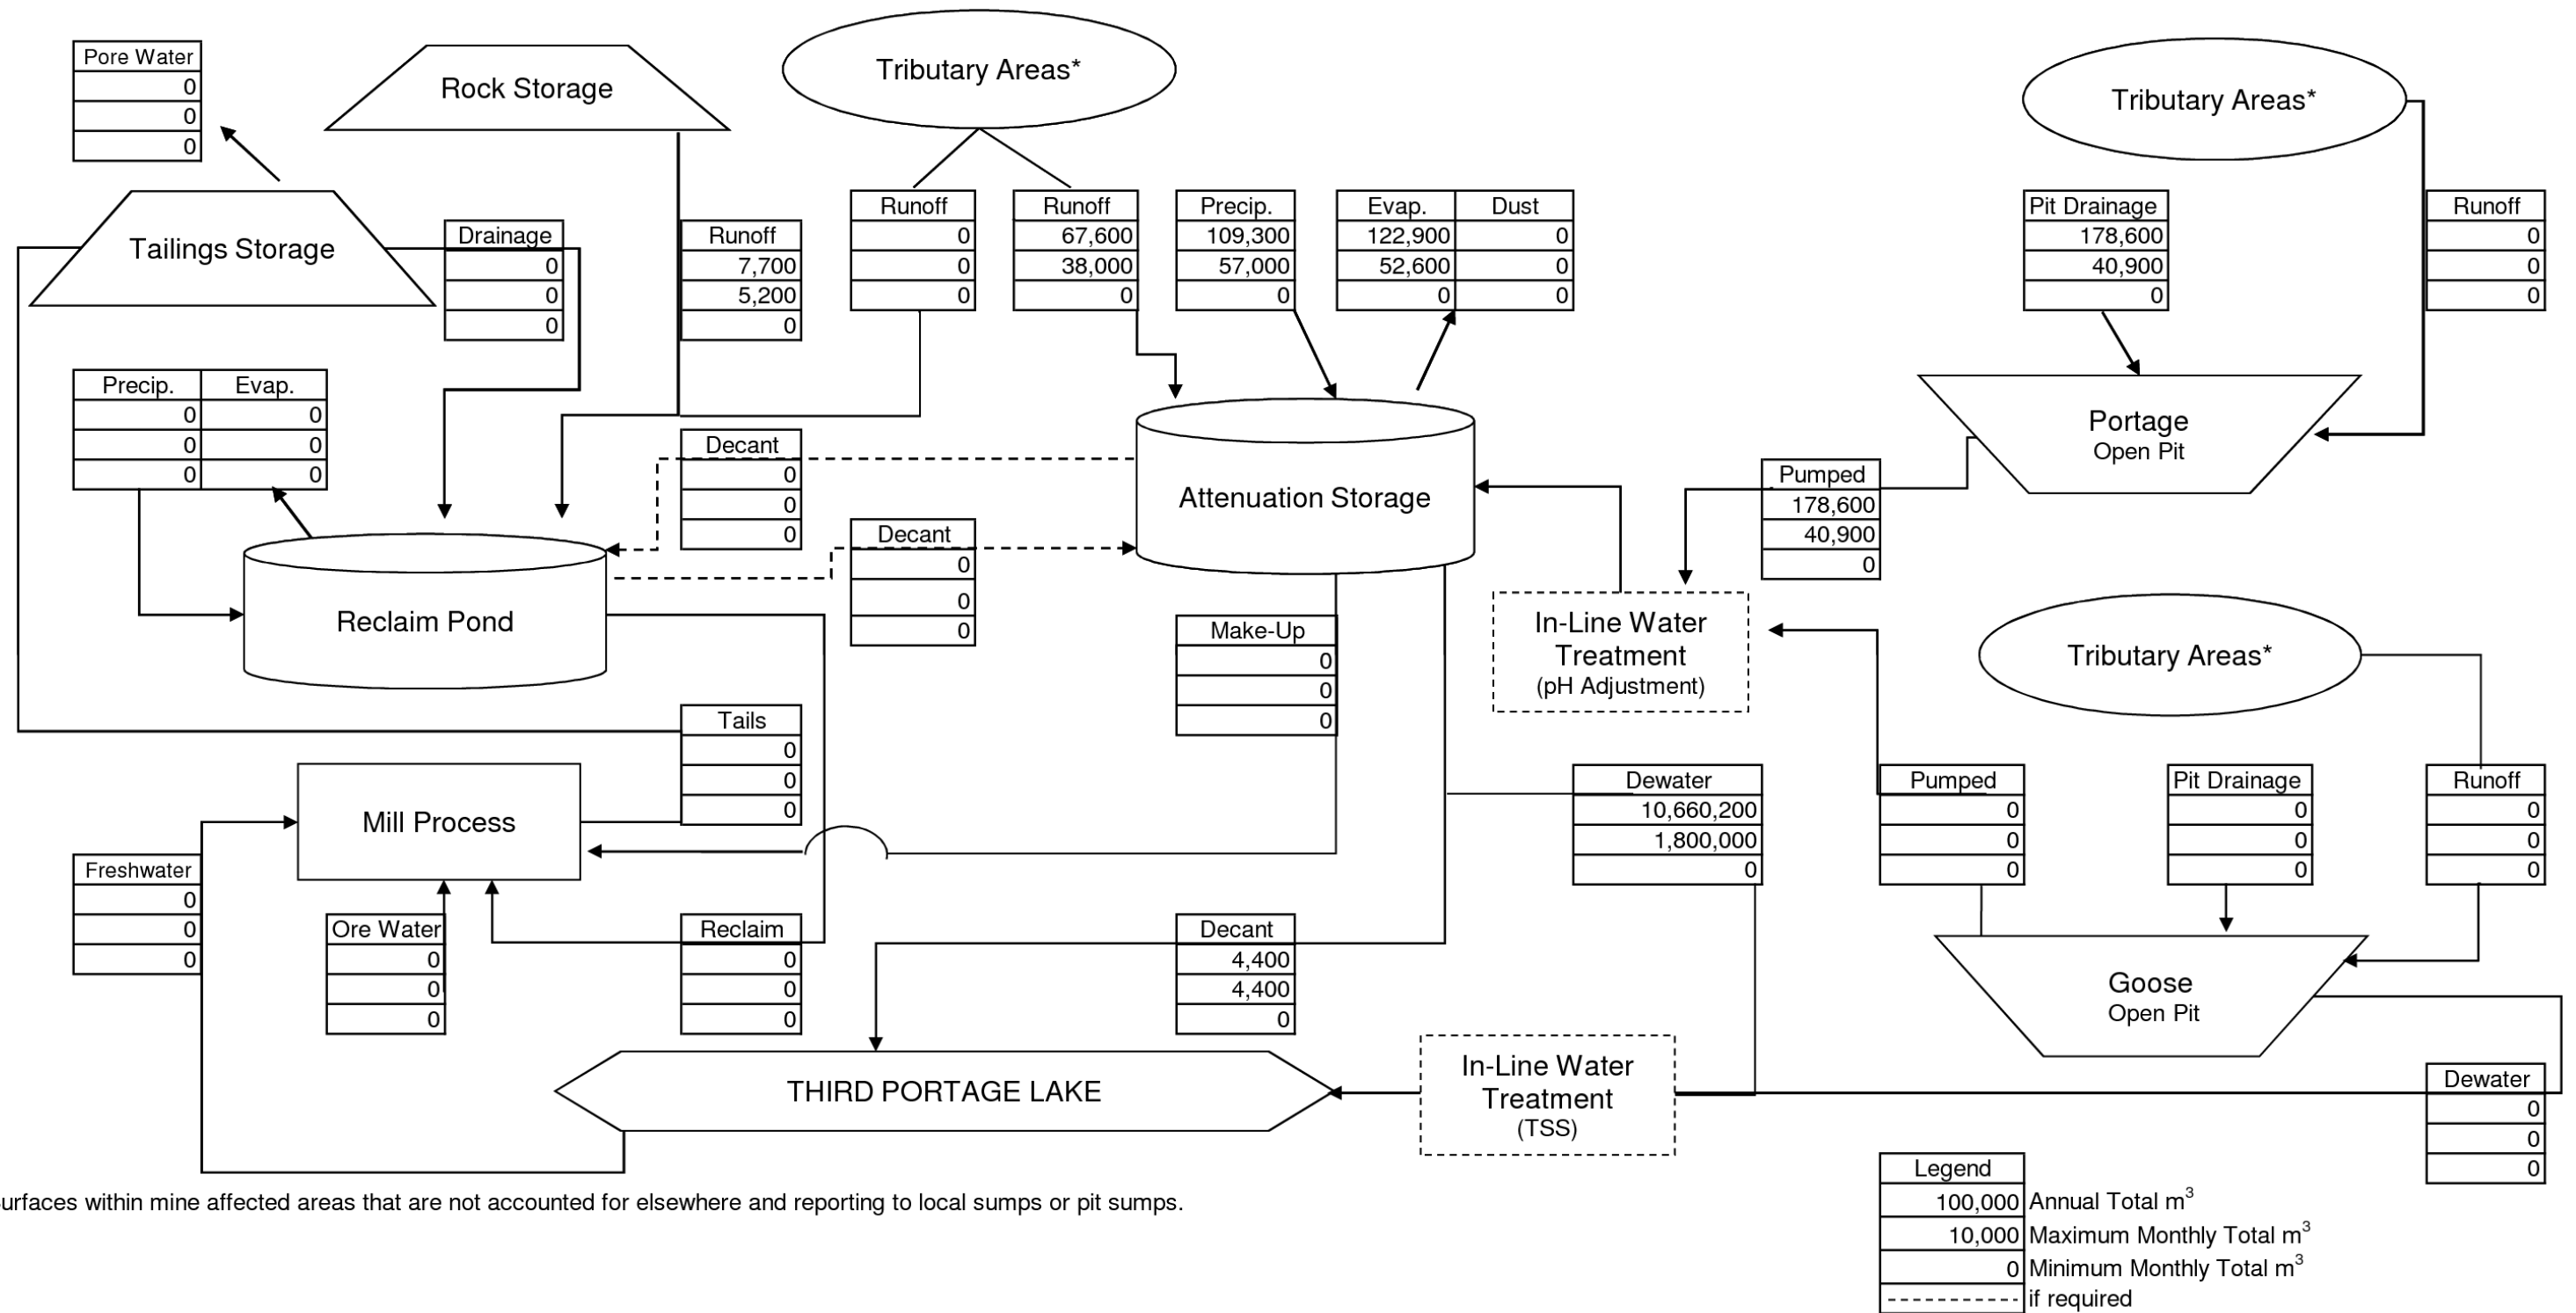 Pore Water
0
0
0
Rock Storage
Tributary Areas*
Tributary Areas*
Tailings Storage
Drainage
0
0
0
Runoff
7,700
5,200
0
Runoff
0
0
0
Runoff
67,600
38,000
0
Precip.
109,300
57,000
0
Evap. Dust
122,900 0
52,600 0
0 0
Pit Drainage
178,600
40,900
0
Runoff
0
0
0
Precip. Evap.
0 0
0 0
0 0
Decant
0
0
0
Decant
0
0
0
Attenuation Storage
Portage
Open Pit
Pumped
178,600
40,900
0
Reclaim Pond
Make-Up
0
0
0
In-Line Water
Treatment
(pH Adjustment)
Tributary Areas*
Tails
0
0
0
Mill Process
Dewater
10,660,200
1,800,000
0
Pumped
0
0
0
Pit Drainage
0
0
0
Runoff
0
0
0
Freshwater
0
0
0
Ore Water
0
0
0
Reclaim
0
0
0
Decant
4,400
4,400
0
Goose
Open Pit
THIRD PORTAGE LAKE
In-Line Water
Treatment
(TSS)
Dewater
0
0
0
urfaces within mine affected areas that are not accounted for elsewhere and reporting to local sumps or pit sumps.
Legend
100,000 Annual Total m³
10,000 Maximum Monthly Total m³
0 Minimum Monthly Total m³
if required